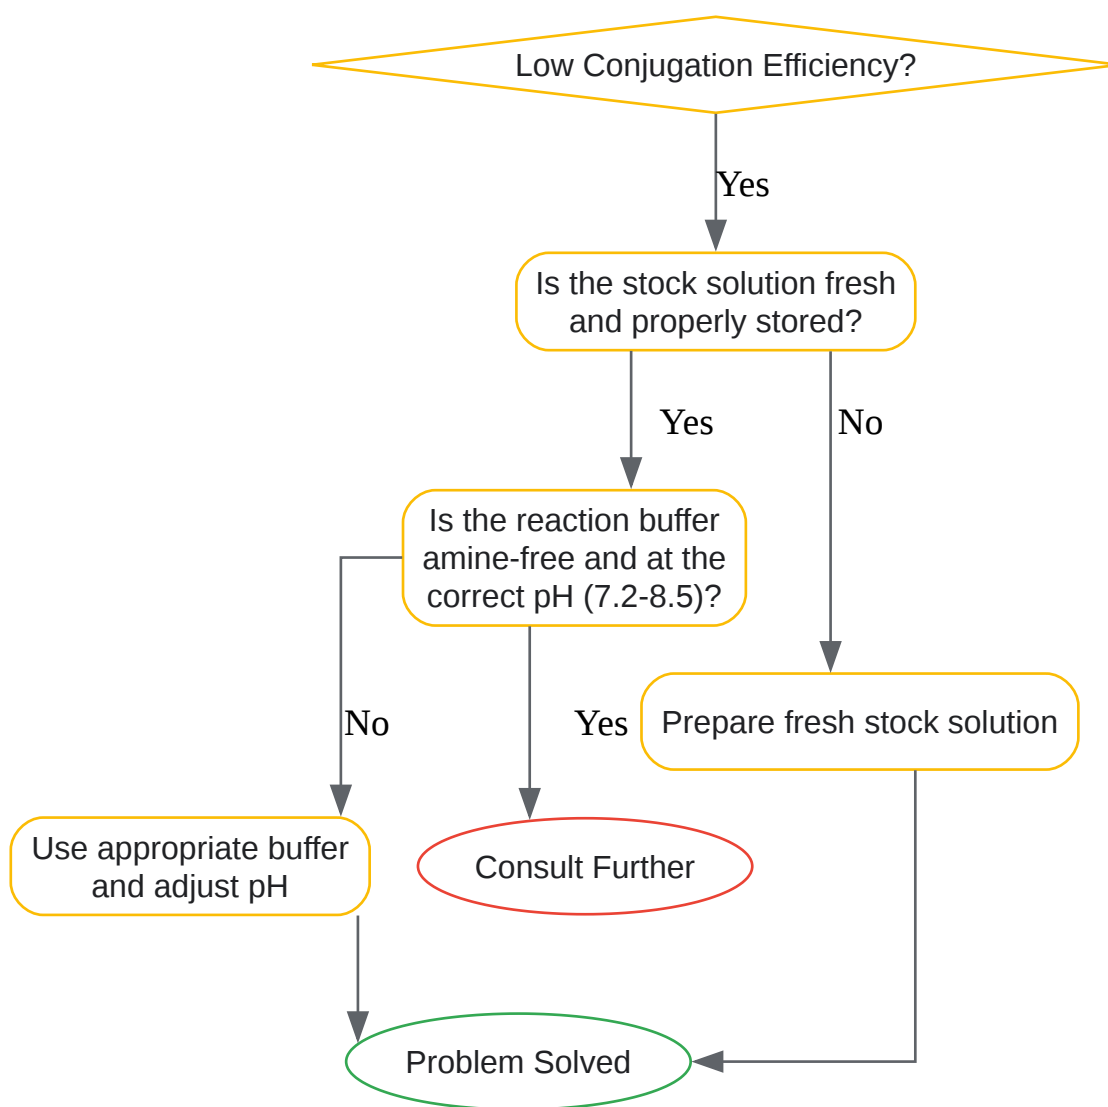 Low Conjugation Efficiency?
Yes
Is the stock solution fresh
and properly stored?
Yes
No
Is the reaction buffer
amine-free and at the
correct pH (7.2-8.5)?
No
Yes
Prepare fresh stock solution
Use appropriate buffer
and adjust pH
Consult Further
Problem Solved